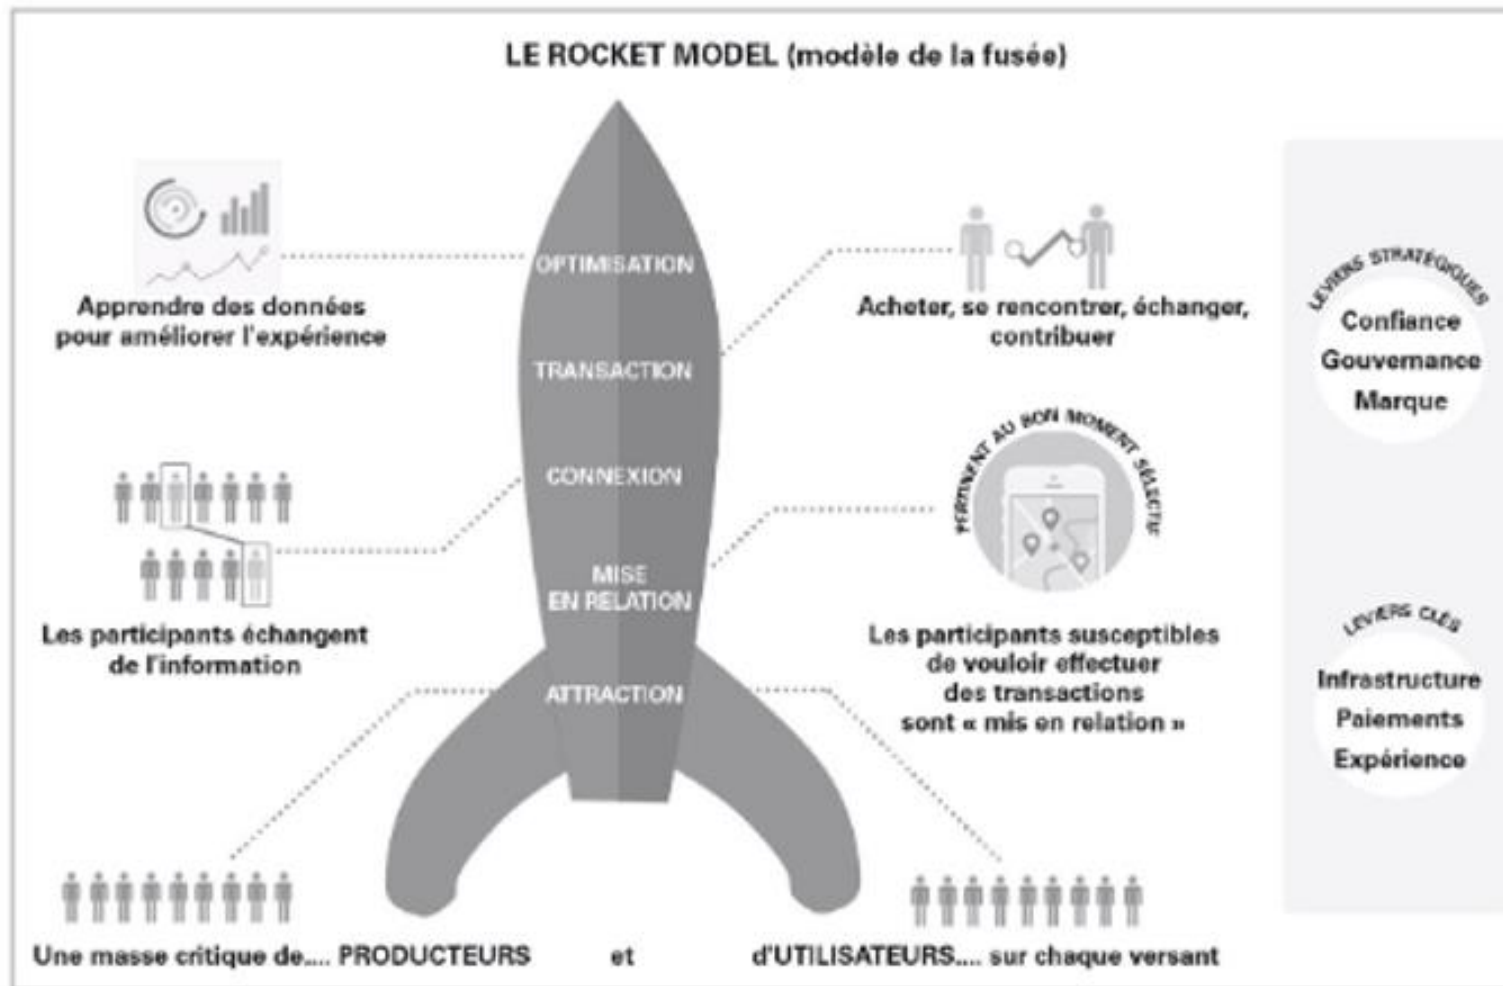 LE ROCKET MODEL (modèle de la fusée)
OPTIMISATION
Apprendre des données
pour améliorer l'expérience
Acheter, se rencontrer, échanger,
contribuer
TRANSACTION
CONNEXION
Les participants échangent
de l'information
PERTINENT AU BON MOMENT SÉLECTIF
MISE
EN RELATION
Les participants susceptibles
de vouloir effectuer
des transactions
sont « mis en relation »
ATTRACTION
Une masse critique de.... PRODUCTEURS et d'UTILISATEURS.... sur chaque versant
LEVIERS STRATÉGIQUES
Confiance
Gouvernance
Marque
LEVIERS CLÉS
Infrastructure
Paiements
Expérience